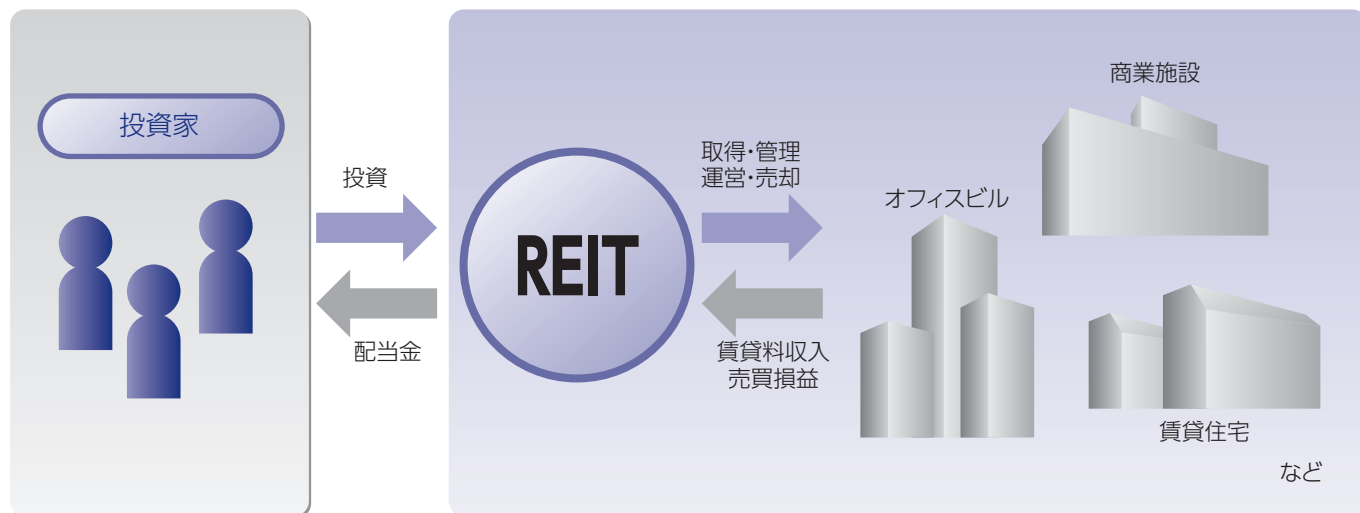 投資家
投資
配当金
REIT
取得・管理
運営・売却
賃貸料収入
売買損益
商業施設
オフィスビル
賃貸住宅
など